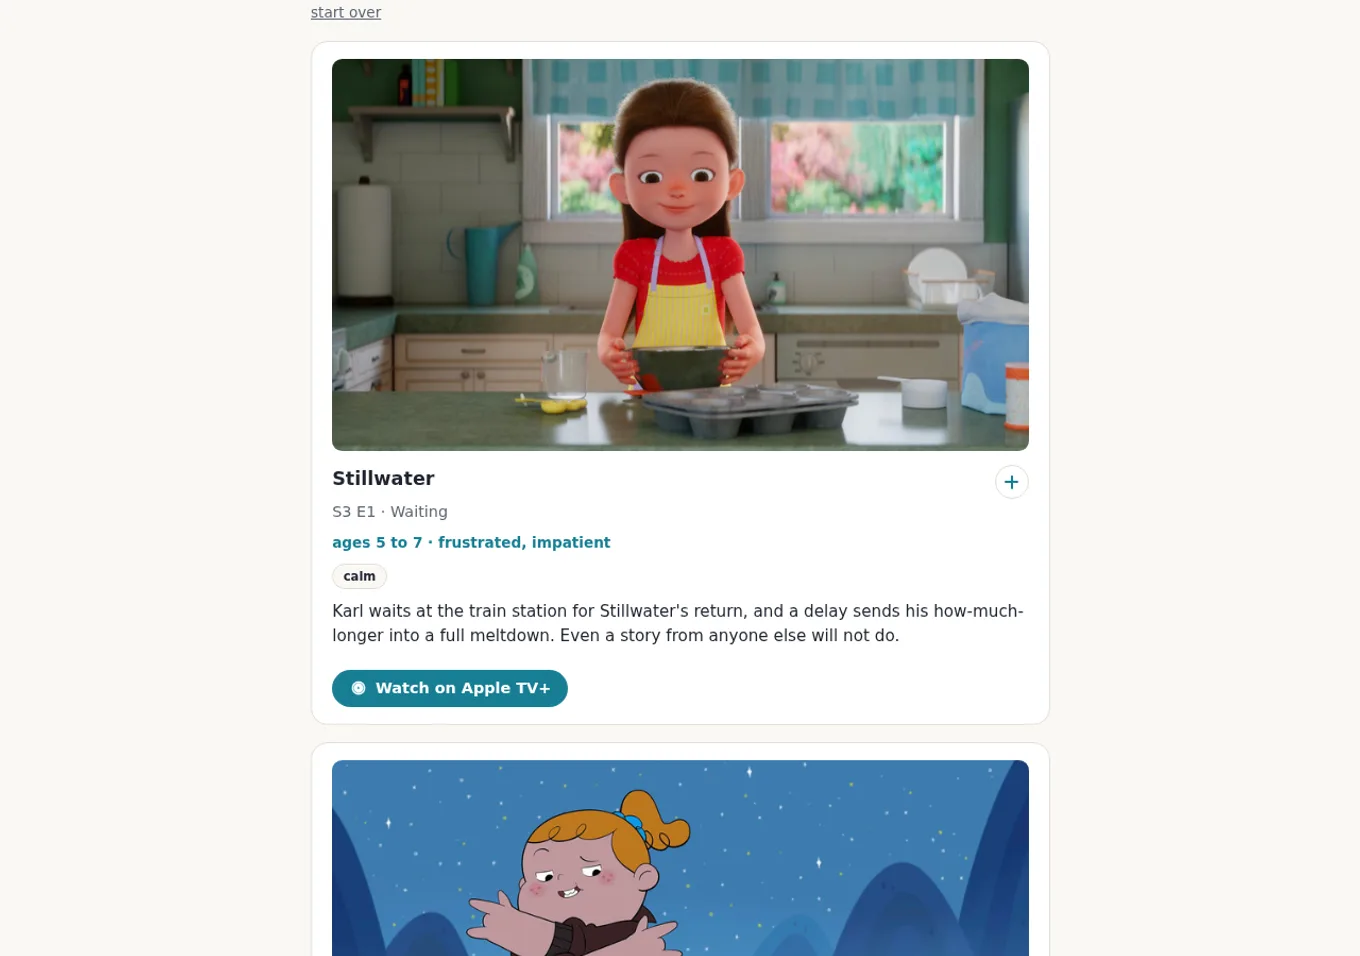 start over
Stillwater
S3 E1 · Waiting
ages 5 to 7 · frustrated, impatient
calm
Karl waits at the train station for Stillwater's return, and a delay sends his how-much-
longer into a full meltdown. Even a story from anyone else will not do.
Watch on Apple TV+